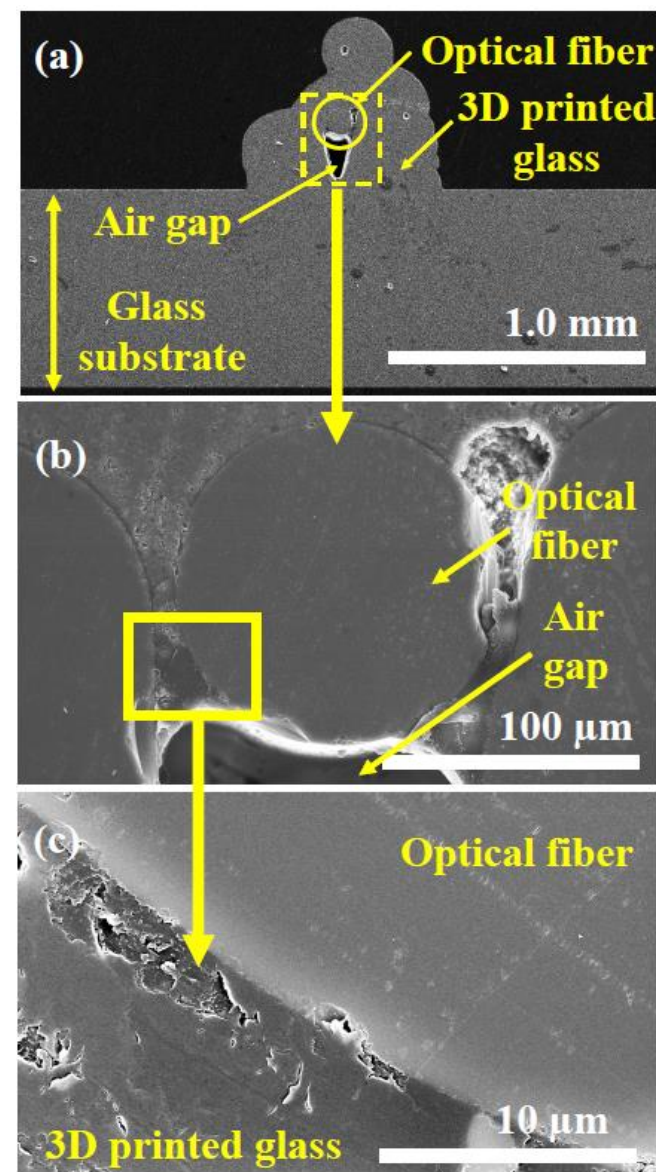 (a)
Optical fiber
3D printed
glass
Air gap
Glass
substrate
1.0 mm
(b)
Optical
fiber
Air
gap
100 µm
(c)
Optical fiber
3D printed glass
10 µm